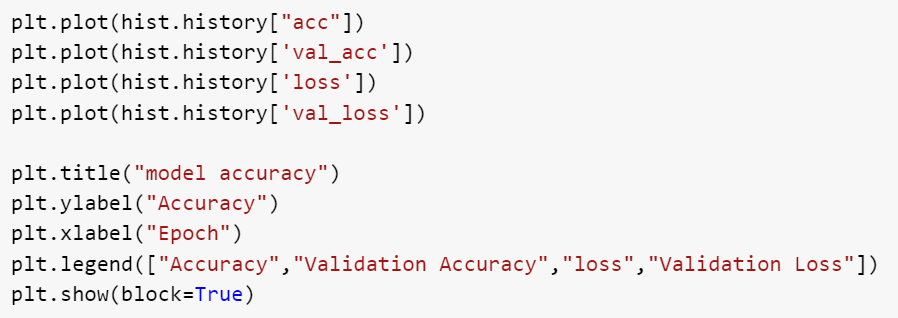 plt.plot(hist.history["acc"])
plt.plot(hist.history['val_acc'])
plt.plot(hist.history['loss'])
plt.plot(hist.history['val_loss'])

plt.title("model accuracy")
plt.ylabel("Accuracy")
plt.xlabel("Epoch")
plt.legend(["Accuracy","Validation Accuracy","loss","Validation Loss"])
plt.show(block=True)